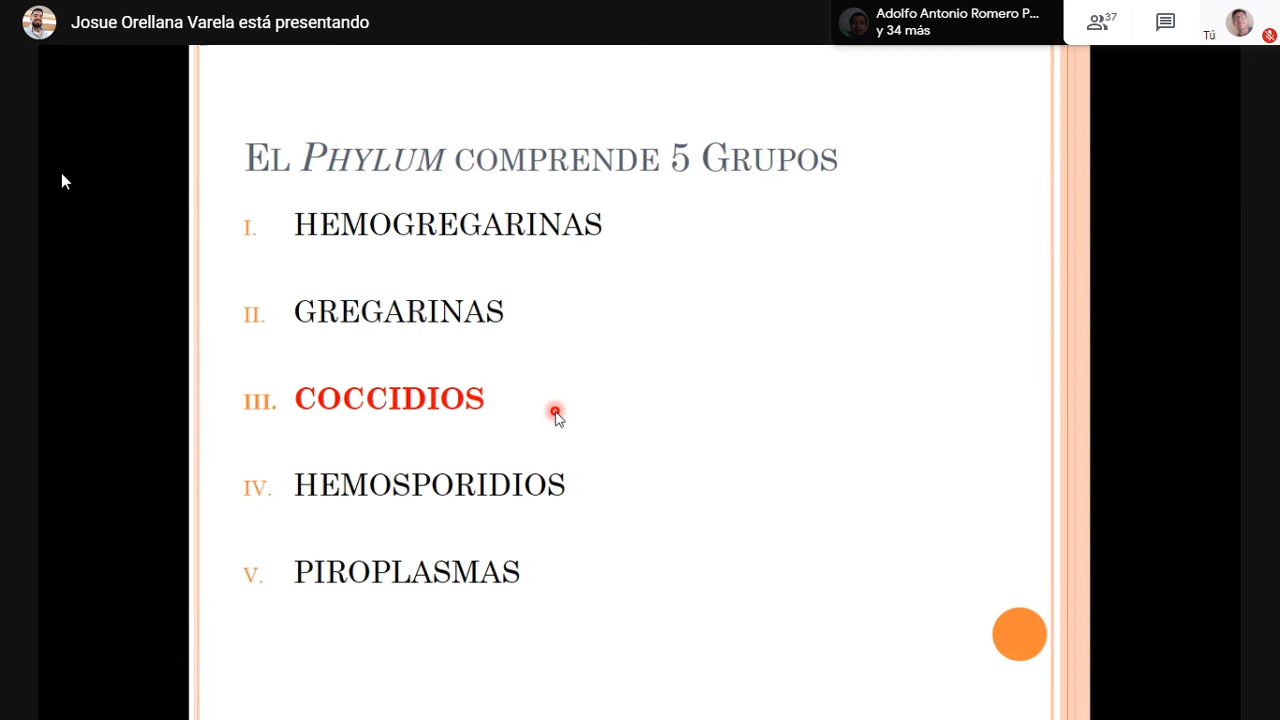 Josue Orellana Varela está presentando
Adolfo Antonio Romero P...
y 34 más
37
Tú
El Phylum comprende 5 Grupos
I. HEMOGREGARINAS
II. GREGARINAS
III. COCCIDIOS
IV. HEMOSPORIDIOS
V. PIROPLASMAS